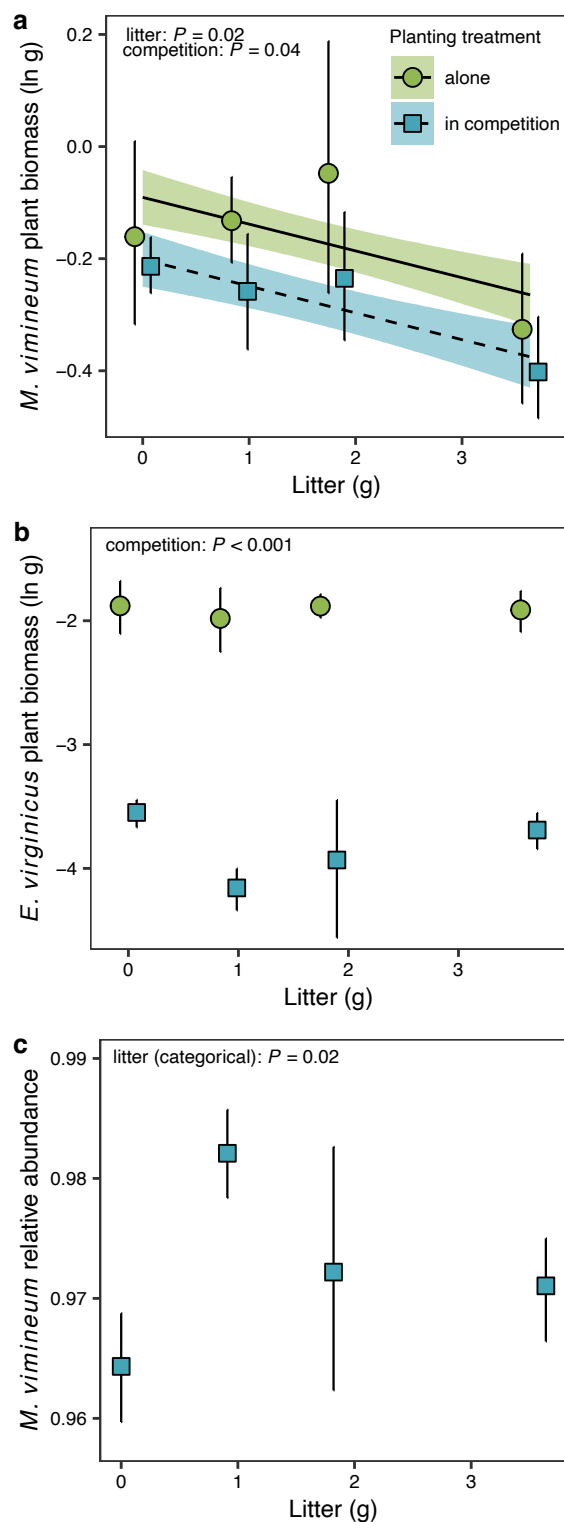 a
litter: P = 0.02
competition: P = 0.04
Planting treatment
alone
in competition
0.2
0.0
−0.2
−0.4
M. vimineum plant biomass (ln g)
0 1 2 3
Litter (g)
b
competition: P < 0.001
−2
−3
−4
E. virginicus plant biomass (ln g)
0 1 2 3
Litter (g)
c
litter (categorical): P = 0.02
0.99
0.98
0.97
0.96
M. vimineum relative abundance
0 1 2 3
Litter (g)